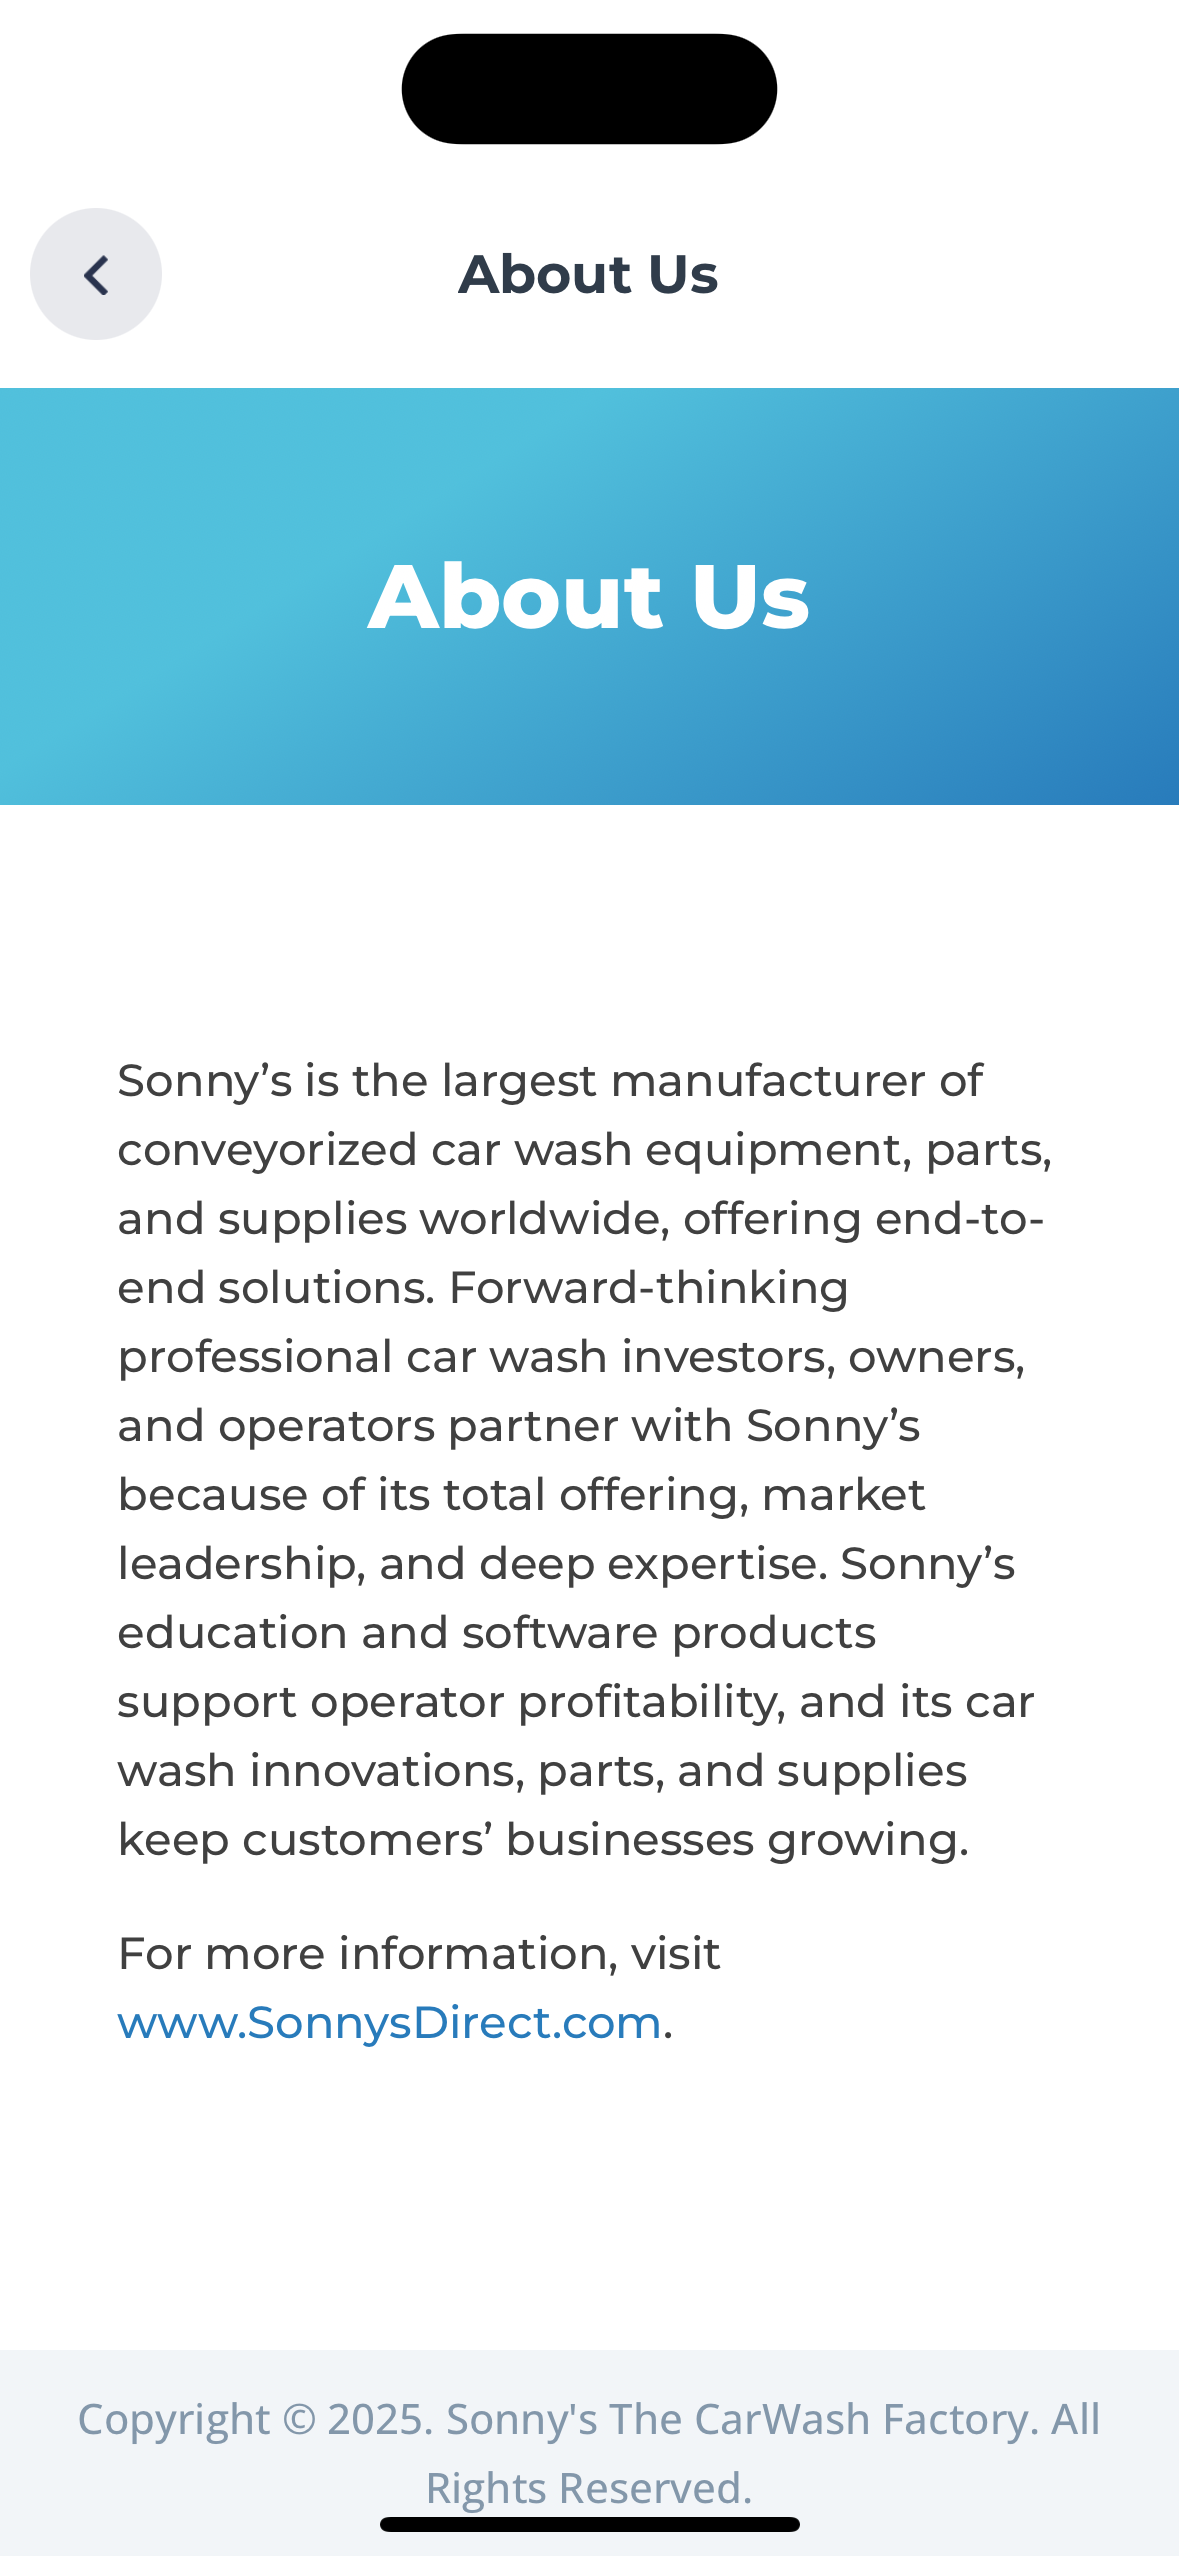 About Us
About Us
Sonny’s is the largest manufacturer of
conveyorized car wash equipment, parts,
and supplies worldwide, offering end-to-
end solutions. Forward-thinking
professional car wash investors, owners,
and operators partner with Sonny’s
because of its total offering, market
leadership, and deep expertise. Sonny’s
education and software products
support operator profitability, and its car
wash innovations, parts, and supplies
keep customers’ businesses growing.
For more information, visit
www.SonnysDirect.com.
Copyright © 2025. Sonny's The CarWash Factory. All
Rights Reserved.